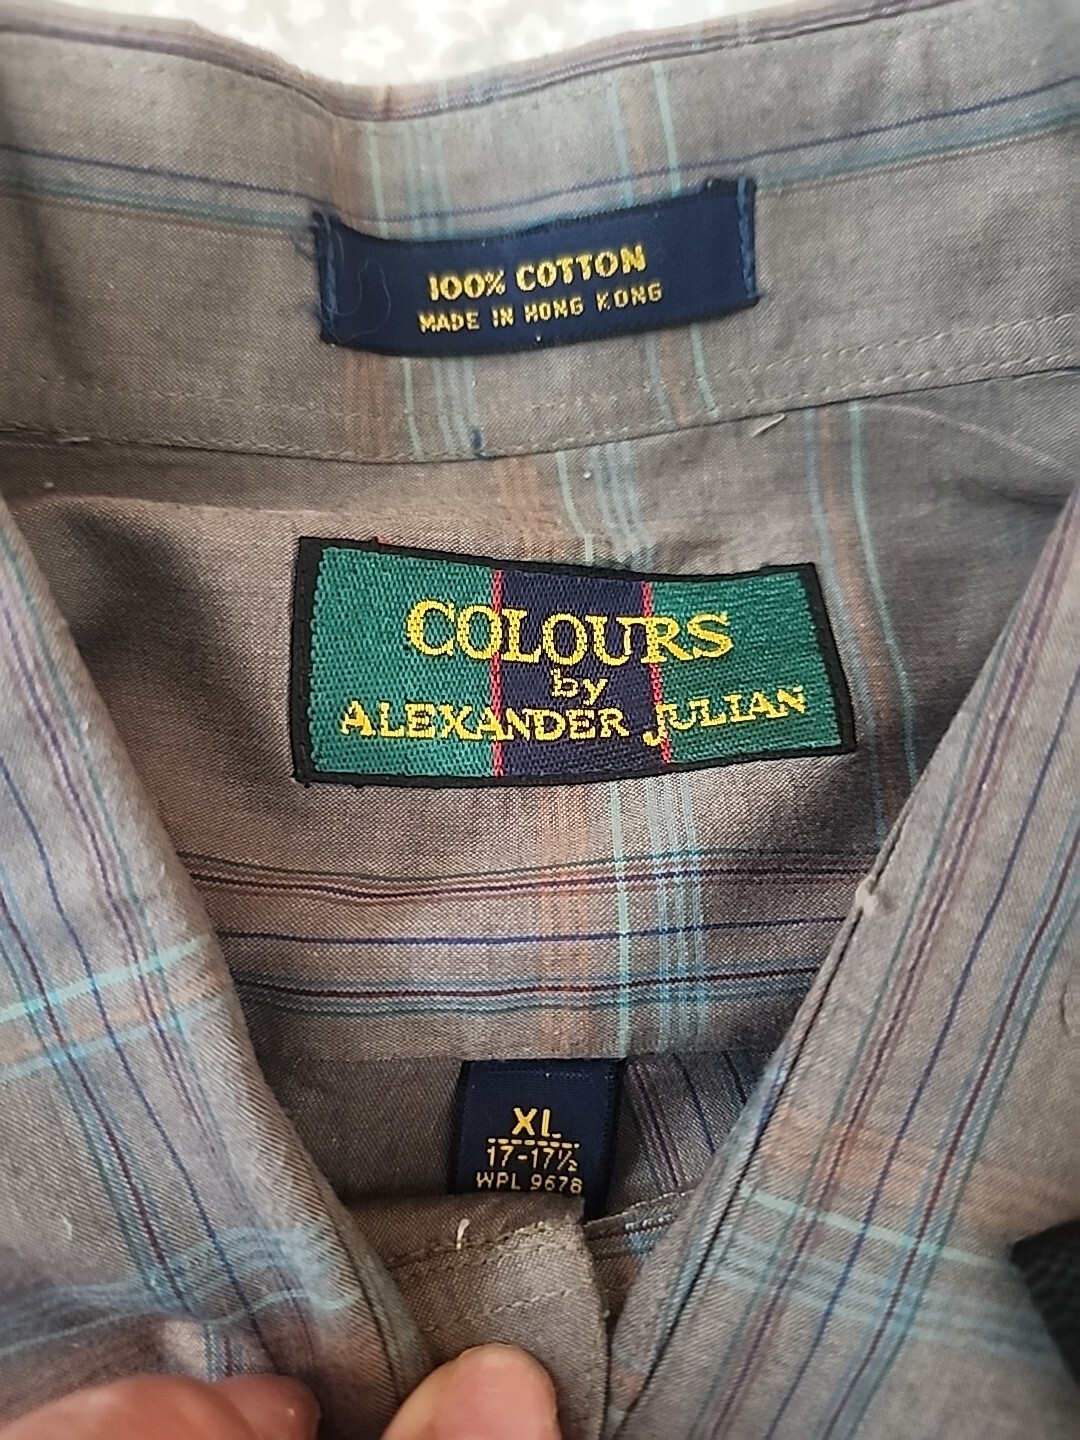 100% COTTON
MADE IN HONG KONG
COLOURS
by
ALEXANDER JULIAN
XL
17-17½
WPL 9678